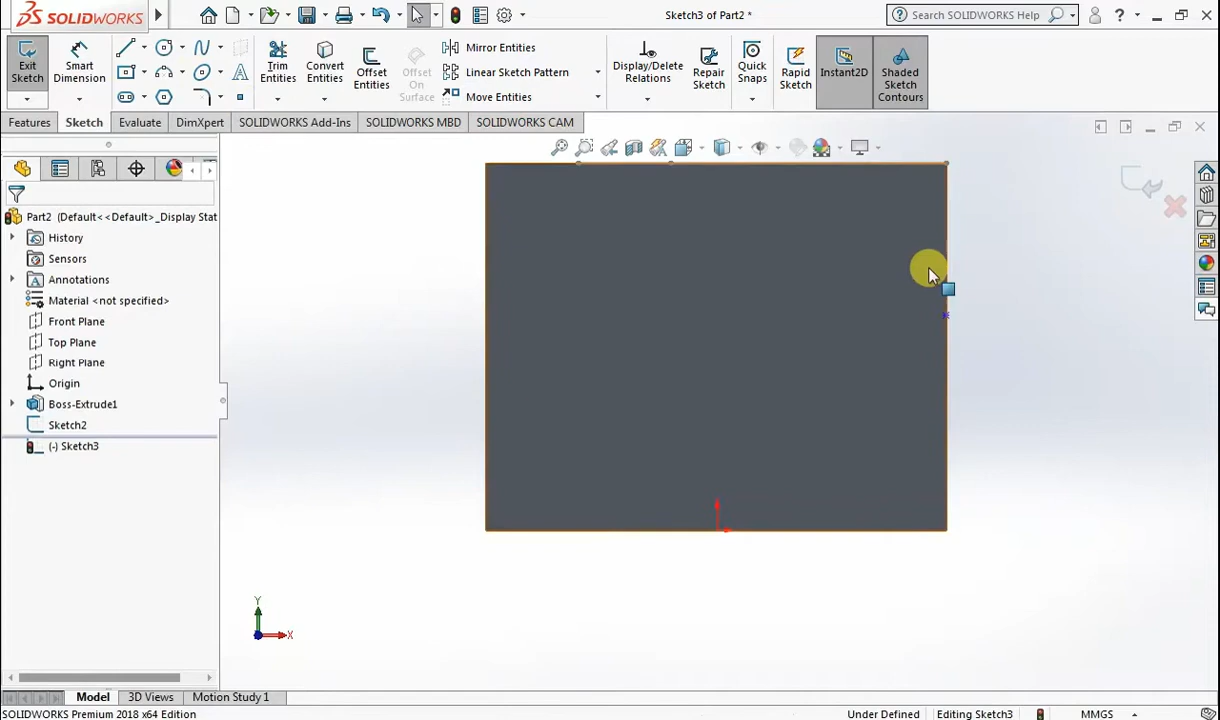 SOLIDWORKS
Sketch3 of Part2 *
Search SOLIDWORKS Help
?
Exit Sketch
Smart Dimension
Trim Entities
Convert Entities
Offset Entities
Offset On Surface
Mirror Entities
Linear Sketch Pattern
Move Entities
Display/Delete Relations
Repair Sketch
Quick Snaps
Rapid Sketch
Instant2D
Shaded Sketch Contours
Features
Sketch
Evaluate
DimXpert
SOLIDWORKS Add-Ins
SOLIDWORKS MBD
SOLIDWORKS CAM
Part2 (Default<<Default>_Display Stat
History
Sensors
Annotations
Material <not specified>
Front Plane
Top Plane
Right Plane
Origin
Boss-Extrude1
Sketch2
(-) Sketch3
Y
X
Model
3D Views
Motion Study 1
SOLIDWORKS Premium 2018 x64 Edition
Under Defined
Editing Sketch3
MMGS